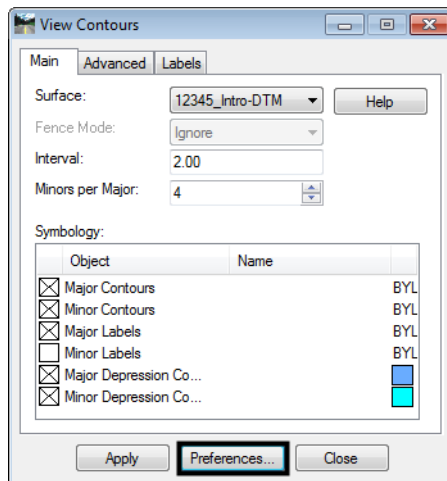 View Contours
Main Advanced Labels
Surface: 12345_Intro-DTM Help
Fence Mode: Ignore
Interval: 2.00
Minors per Major: 4
Symbology:
Object Name
Major Contours BYL
Minor Contours BYL
Major Labels BYL
Minor Labels BYL
Major Depression Co...
Minor Depression Co...
Apply Preferences... Close